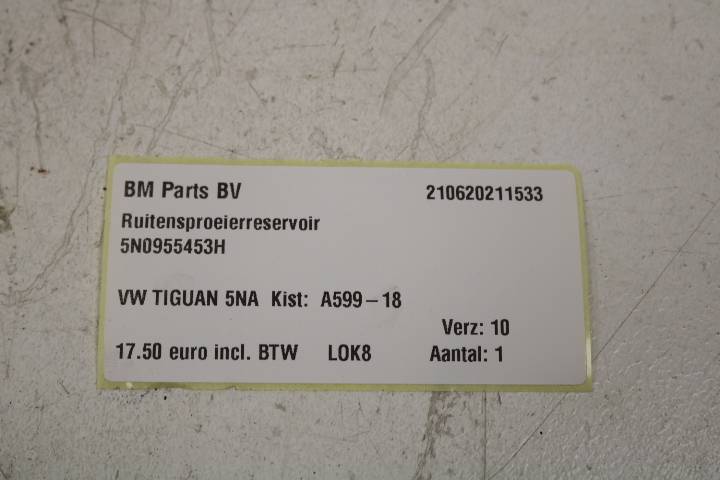 BM Parts BV 210620211533
Ruitensproeierreservoir
5N0955453H
VW TIGUAN 5NA Kist: A599-18
Verz: 10
17.50 euro incl. BTW LOK8 Aantal: 1